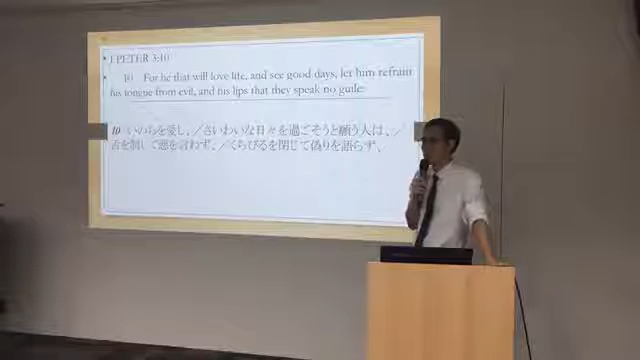 I PETER 3:10
10 For he that will love life, and see good days, let him refrain
his tongue from evil, and his lips that they speak no guile:
10 いのちを愛し、／さいわいな日々を過ごそうと願う人は、／
舌を制して悪を言わず、／くちびるを閉じて偽りを語らず、